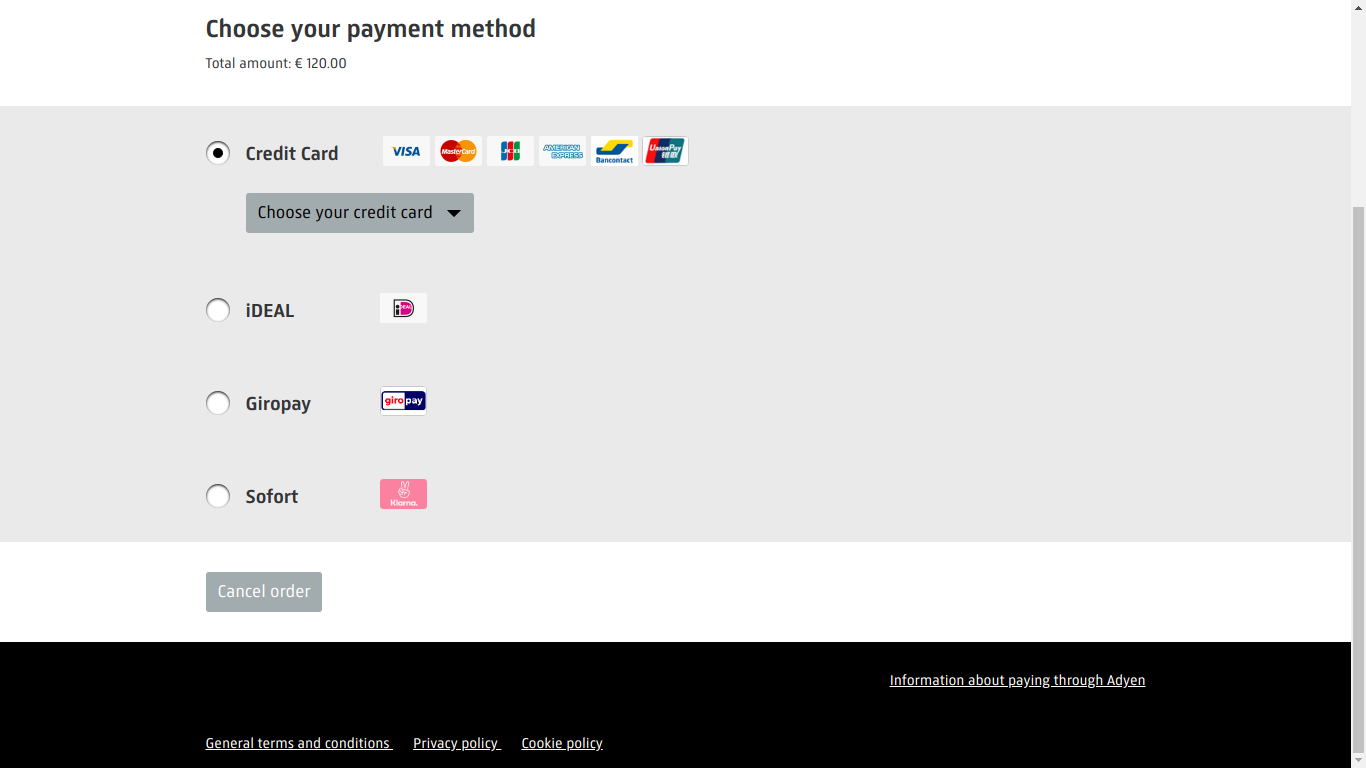 Choose your payment method
Total amount: € 120.00
Credit Card VISA MasterCard JCB AMERICAN EXPRESS Bancontact UnionPay 银联
Choose your credit card
iDEAL iDEAL
Giropay giropay
Sofort Klarna.
Cancel order
Information about paying through Adyen
General terms and conditions Privacy policy Cookie policy